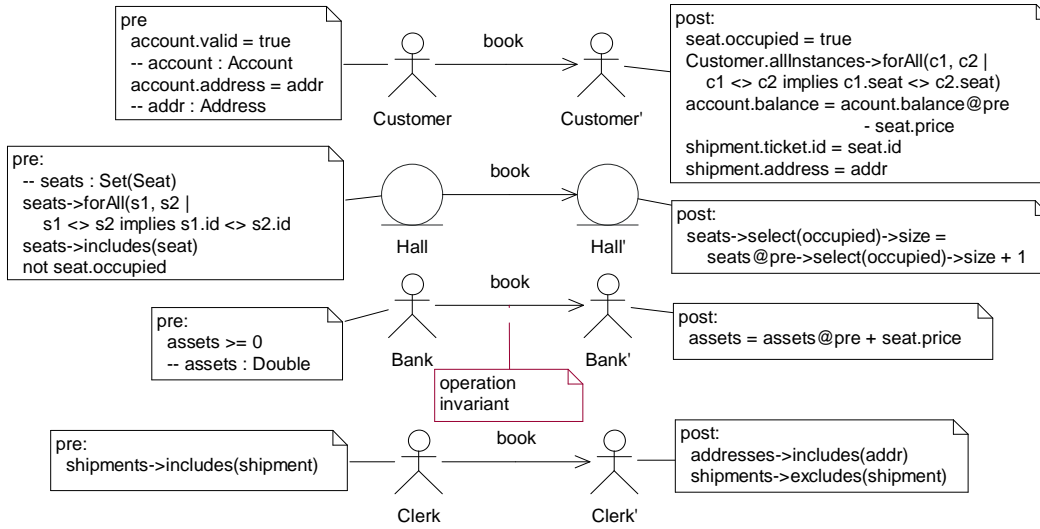 pre
account.valid = true
-- account : Account
account.address = addr
-- addr : Address
book
Customer
Customer'
post:
seat.occupied = true
Customer.allInstances->forAll(c1, c2 |
c1 <> c2 implies c1.seat <> c2.seat)
account.balance = acount.balance@pre
- seat.price
shipment.ticket.id = seat.id
shipment.address = addr
pre:
-- seats : Set(Seat)
seats->forAll(s1, s2 |
s1 <> s2 implies s1.id <> s2.id
seats->includes(seat)
not seat.occupied
book
Hall
Hall'
post:
seats->select(occupied)->size =
seats@pre->select(occupied)->size + 1
pre:
assets >= 0
-- assets : Double
book
Bank
Bank'
post:
assets = assets@pre + seat.price
operation
invariant
pre:
shipments->includes(shipment)
book
Clerk
Clerk'
post:
addresses->includes(addr)
shipments->excludes(shipment)